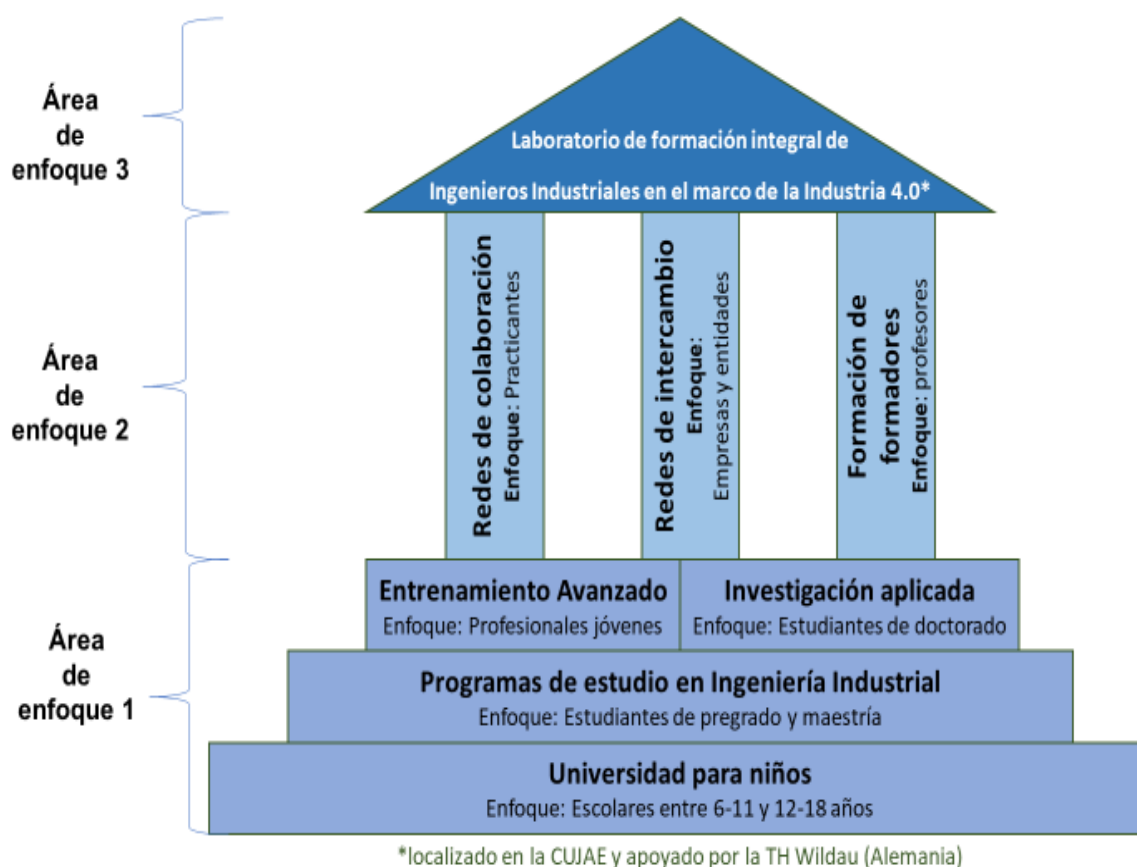 Área
de
enfoque 3
Laboratorio de formación integral de
Ingenieros Industriales en el marco de la Industria 4.0*
Área
de
enfoque 2
Redes de colaboración
Enfoque: Practicantes
Redes de intercambio
Enfoque:
Empresas y entidades
Formación de
formadores
Enfoque: profesores
Área
de
enfoque 1
Entrenamiento Avanzado
Enfoque: Profesionales jóvenes
Investigación aplicada
Enfoque: Estudiantes de doctorado
Programas de estudio en Ingeniería Industrial
Enfoque: Estudiantes de pregrado y maestría
Universidad para niños
Enfoque: Escolares entre 6-11 y 12-18 años
*localizado en la CUJAE y apoyado por la TH Wildau (Alemania)